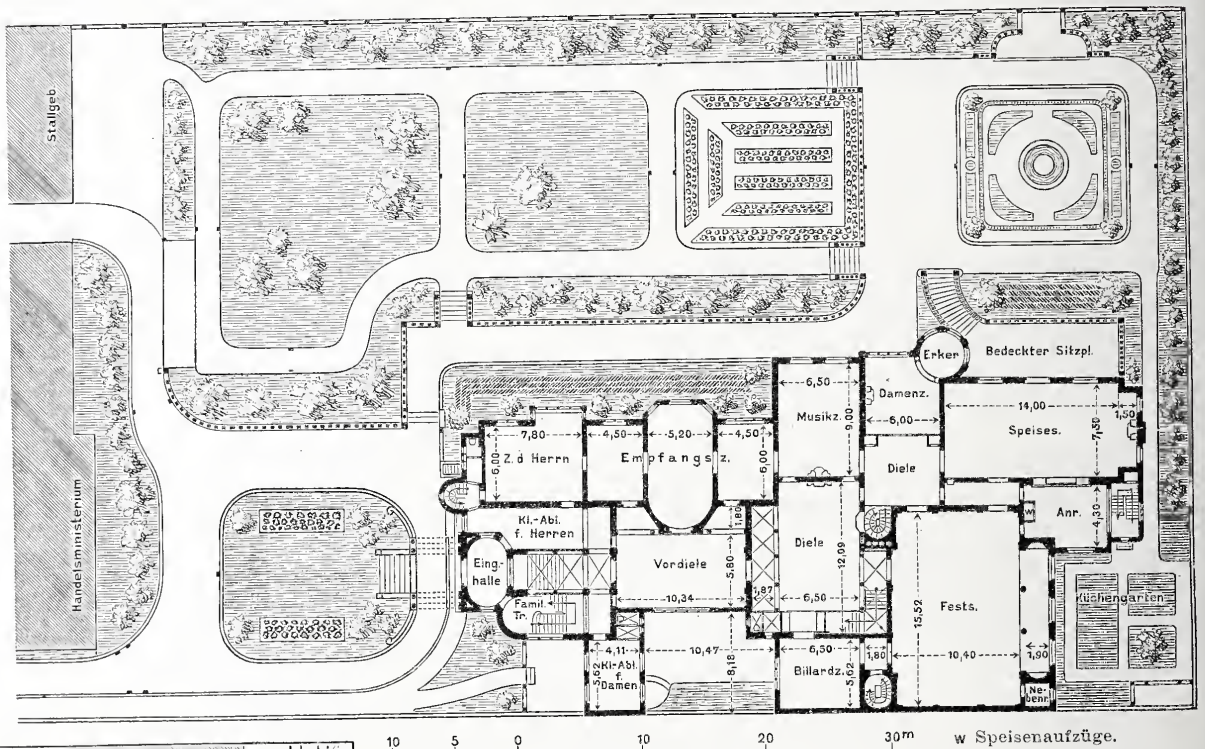 Stallgeb.
Handelsministerium
Erker
Bedeckter Sitzpl.
6,50
Musikz.
9,00
Damenz.
6,00
14,00
1,50
Speises.
7,50
7,80
4,50
5,20
4,50
Z.d Herrn
Empfangsz.
6,00
6,00
Diele
Kl.-Abl.
f. Herren
1,80
W
Anr.
4,30
Eing.-
halle
Vordiele
5,80
Diele
12,09
10,34
1,87
6,50
Famil.
Tr.
Fests.
15,52
Küchengarten
4,11
10,47
6,50
1,80
10,40
1,90
5,62
Kl-Abl.
f.
Damen
8,18
Billardz.
5,62
Ne-
benr.
10 5 0 10 20 30m
w Speisenaufzüge.